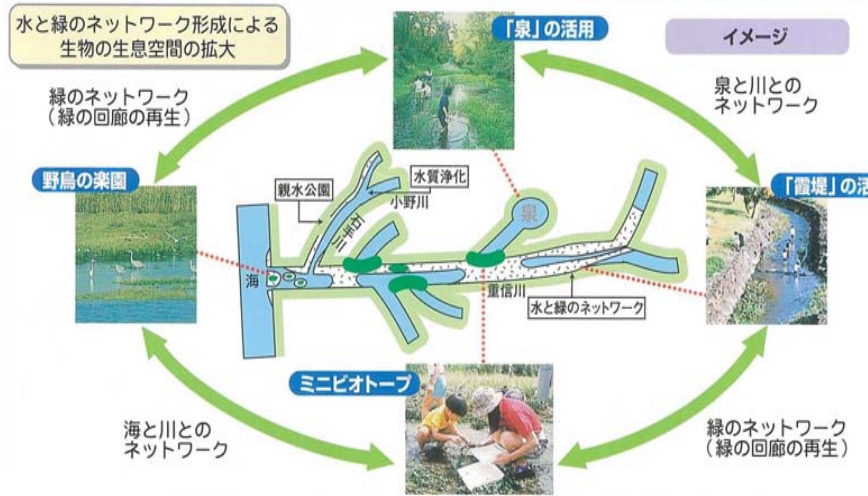 水と緑のネットワーク形成による
生物の生息空間の拡大
「泉」の活用
イメージ
緑のネットワーク
（緑の回廊の再生）
泉と川との
ネットワーク
野鳥の楽園
「霞堤」の活
親水公園
水質浄化
小野川
石手川
泉
海
重信川
水と緑のネットワーク
ミニビオトープ
海と川との
ネットワーク
緑のネットワーク
（緑の回廊の再生）